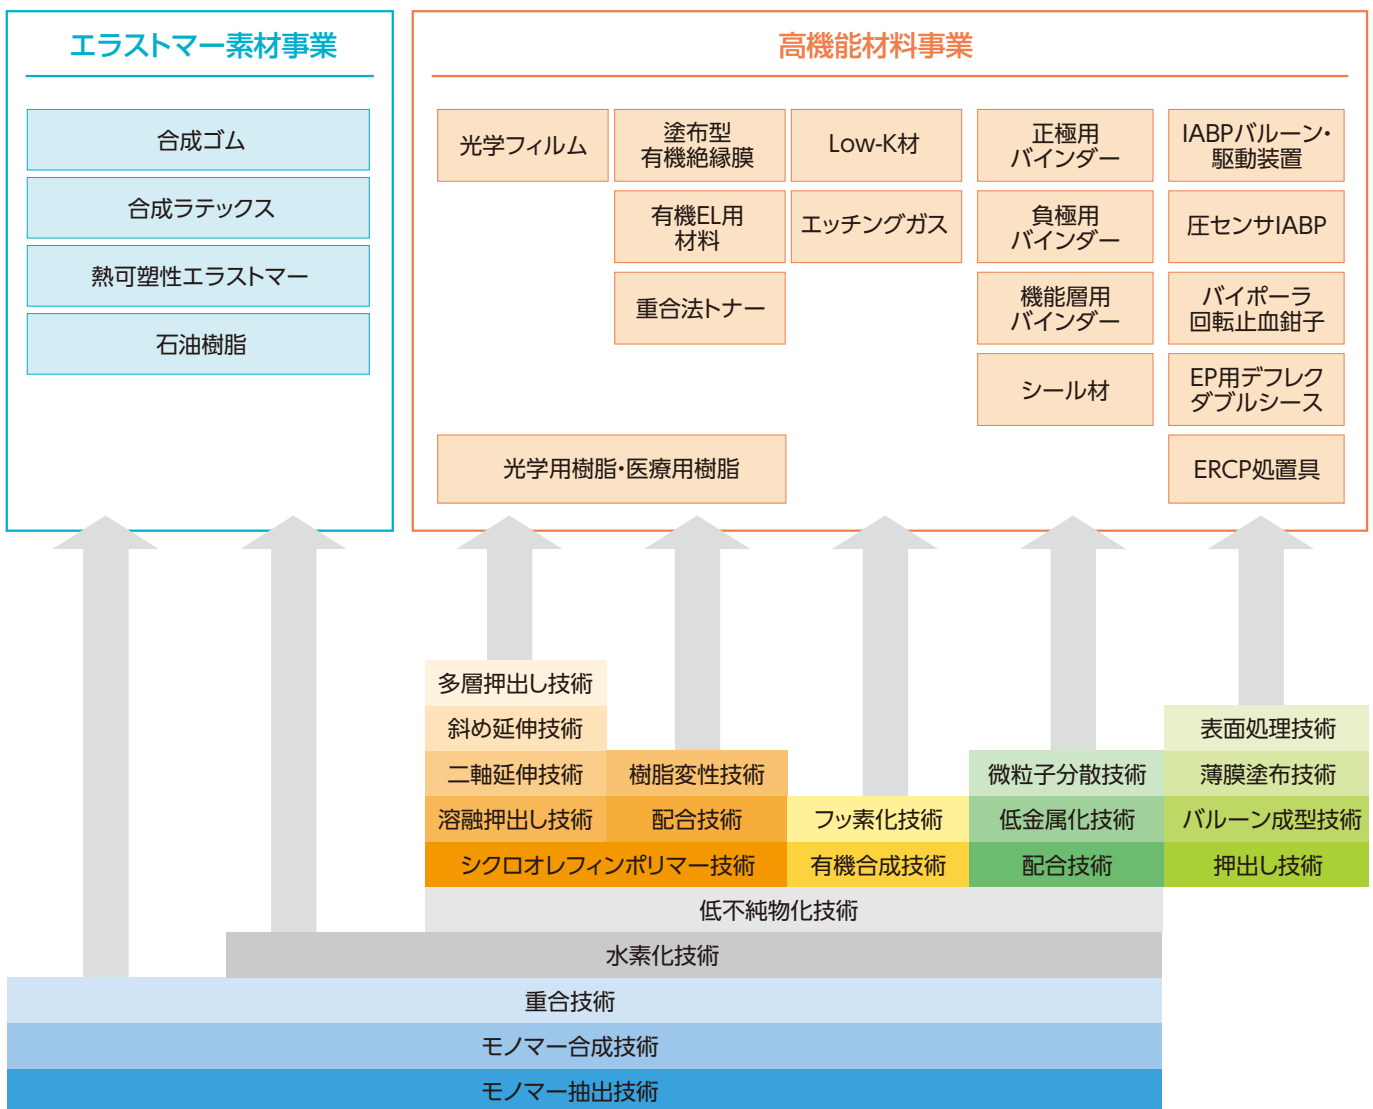 エラストマー素材事業
合成ゴム
合成ラテックス
熱可塑性エラストマー
石油樹脂
高機能材料事業
光学フィルム
塗布型
有機絶縁膜
有機EL用
材料
重合法トナー
光学用樹脂・医療用樹脂
Low-K材
エッチングガス
正極用
バインダー
負極用
バインダー
機能層用
バインダー
シール材
IABPバルーン・
駆動装置
圧センサIABP
バイポーラ
回転止血鉗子
EP用デフレク
ダブルシース
ERCP処置具
多層押出し技術
斜め延伸技術
二軸延伸技術
溶融押出し技術
樹脂変性技術
配合技術
シクロオレフィンポリマー技術
フッ素化技術
有機合成技術
微粒子分散技術
低金属化技術
配合技術
表面処理技術
薄膜塗布技術
バルーン成型技術
押出し技術
低不純物化技術
水素化技術
重合技術
モノマー合成技術
モノマー抽出技術